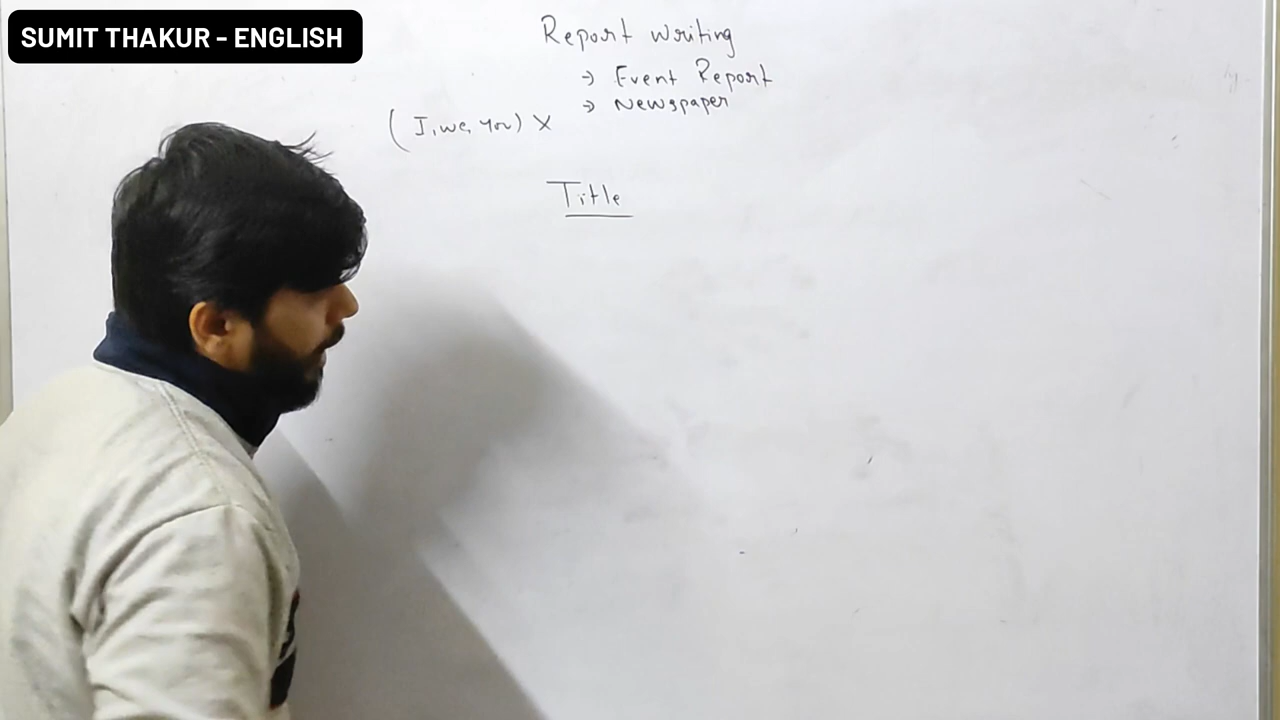 SUMIT THAKUR - ENGLISH
Report writing
→ Event Report
→ Newspaper
(I, we, you) X
Title